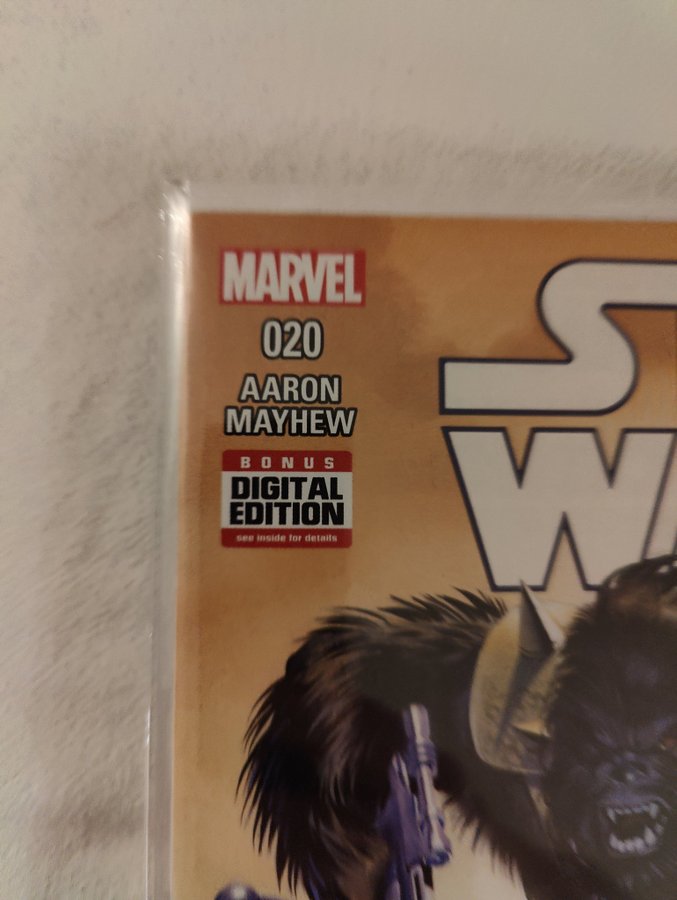 MARVEL
020
AARON
MAYHEW
BONUS
DIGITAL
EDITION
see inside for details